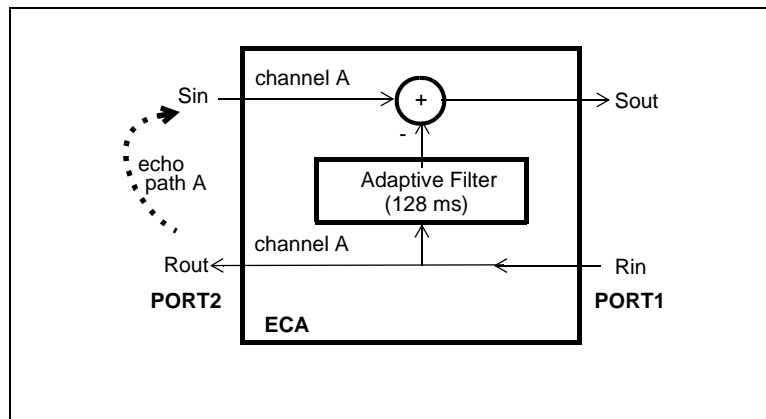 channel A
Sin
+
Sout
-
echo
path A
Adaptive Filter
(128 ms)
channel A
Rout
Rin
PORT2
PORT1
ECA